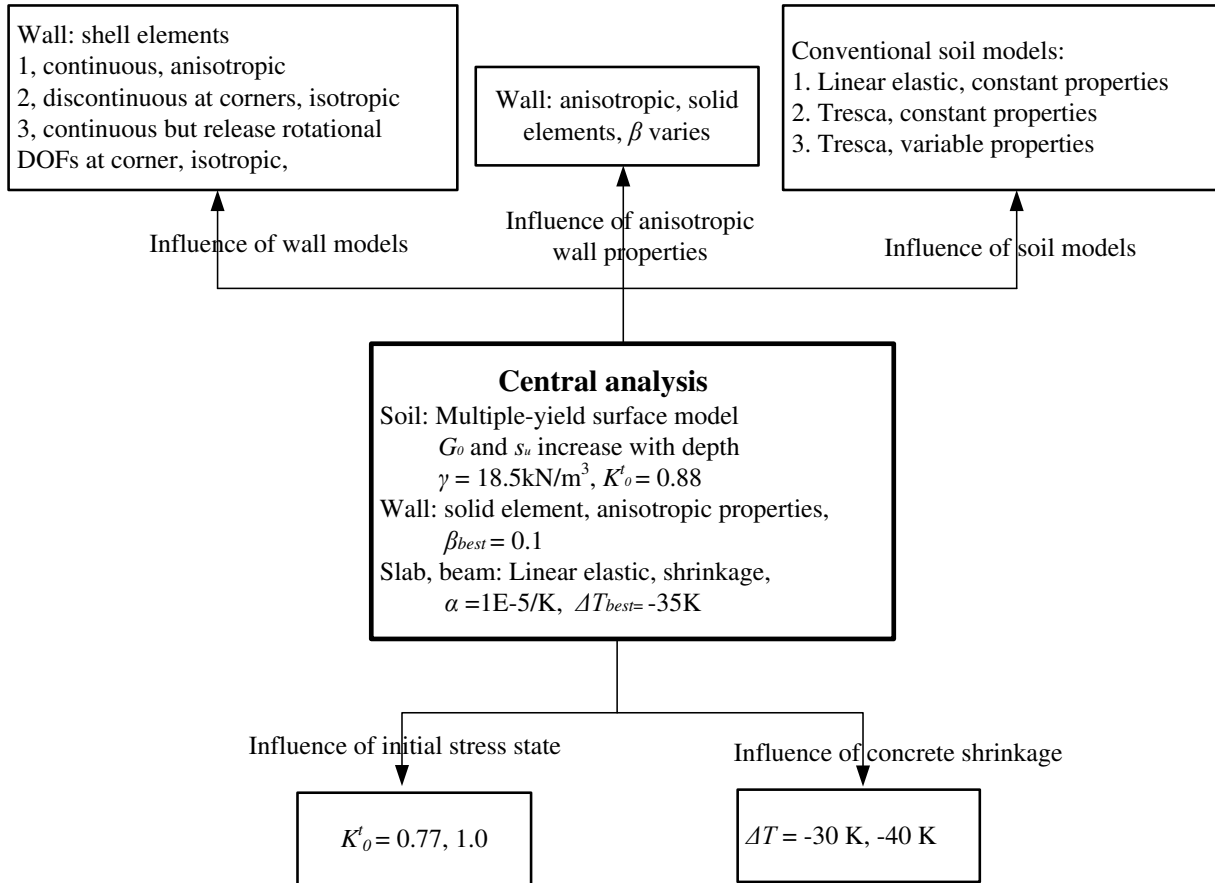 Wall: shell elements
1, continuous, anisotropic
2, discontinuous at corners, isotropic
3, continuous but release rotational
DOFs at corner, isotropic,
Wall: anisotropic, solid
elements, β varies
Conventional soil models:
1. Linear elastic, constant properties
2. Tresca, constant properties
3. Tresca, variable properties
Influence of wall models
Influence of anisotropic
wall properties
Influence of soil models
Central analysis
Soil: Multiple-yield surface model
G₀ and sᵤ increase with depth
γ = 18.5kN/m³, Kᵗ₀ = 0.88
Wall: solid element, anisotropic properties,
βbest = 0.1
Slab, beam: Linear elastic, shrinkage,
α =1E-5/K, ΔTbest= -35K
Influence of initial stress state
Influence of concrete shrinkage
Kᵗ₀ = 0.77, 1.0
ΔT = -30 K, -40 K